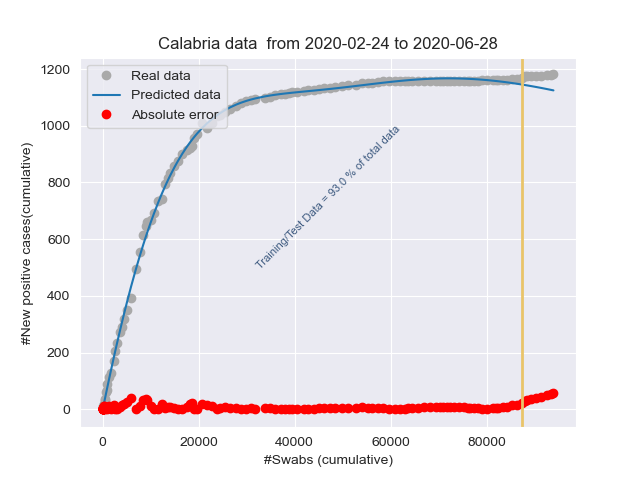 Calabria data  from 2020-02-24 to 2020-06-28
Real data
Predicted data
Absolute error
1200
1000
800
600
400
200
0
#New positive cases(cumulative)
Training/Test Data = 93.0 % of total data
0
20000
40000
60000
80000
#Swabs (cumulative)